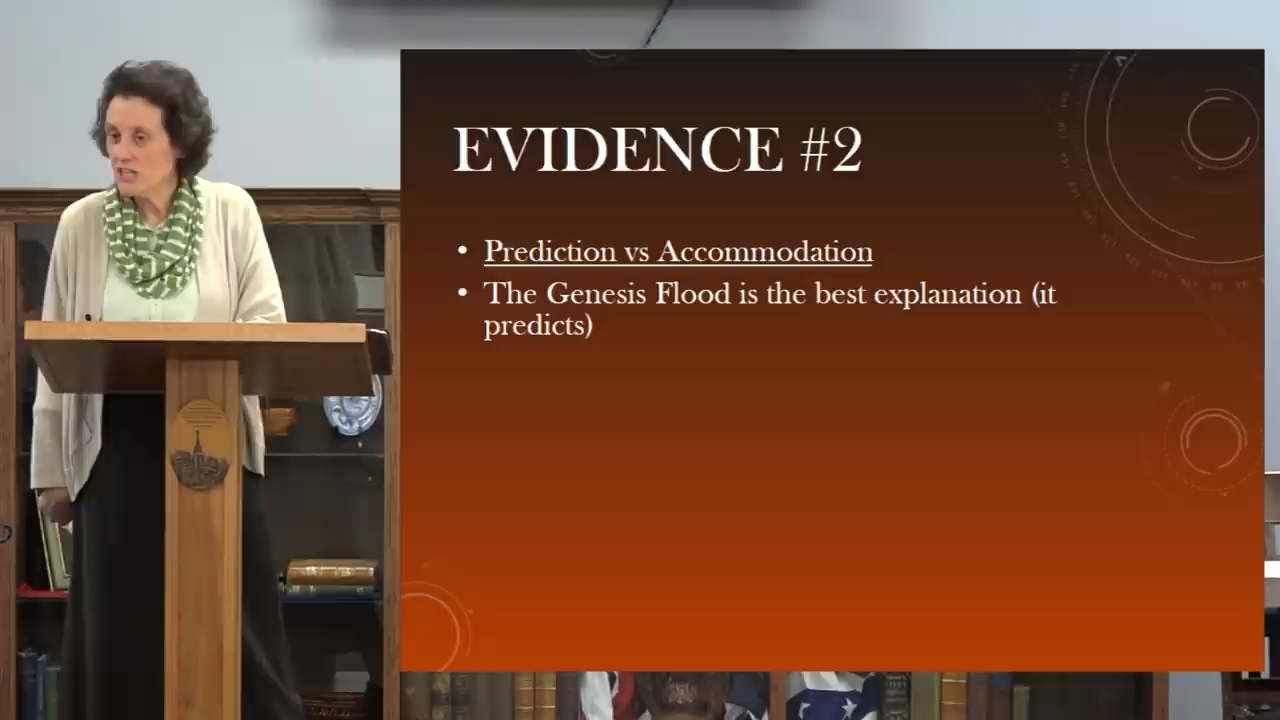 EVIDENCE #2
• Prediction vs Accommodation
• The Genesis Flood is the best explanation (it
predicts)